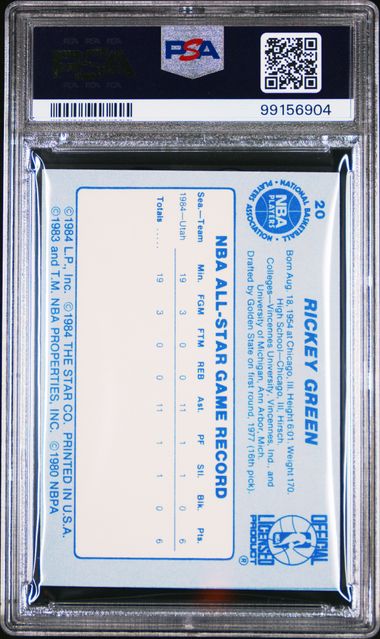 PSA
99156904
20
NATIONAL BASKETBALL
PLAYERS ASSOCIATION
NBA
PLAYERS
RICKEY GREEN
Born Aug. 18, 1954 at Chicago, Ill. Height 6:01. Weight 170.
High School—Chicago, Ill, Hirsch.
Colleges—Vincennes University, Vincennes, Ind., and
University of Michigan, Ann Arbor, Mich.
Drafted by Golden State on first round, 1977 (16th pick).
OFFICIAL
LICENSED
PRODUCT
®
NBA ALL-STAR GAME RECORD
Sea.—Team Min. FGM FTM REB Ast. PF Stl. Blk. Pts.
1984—Utah 19 3 0 0 11 1 1 0 6
Totals ..... 19 3 0 0 11 1 1 0 6
©1984 L.P., Inc. ©1984 THE STAR CO. PRINTED IN U.S.A.
©1983 and T.M. NBA PROPERTIES, INC. ©1980 NBPA